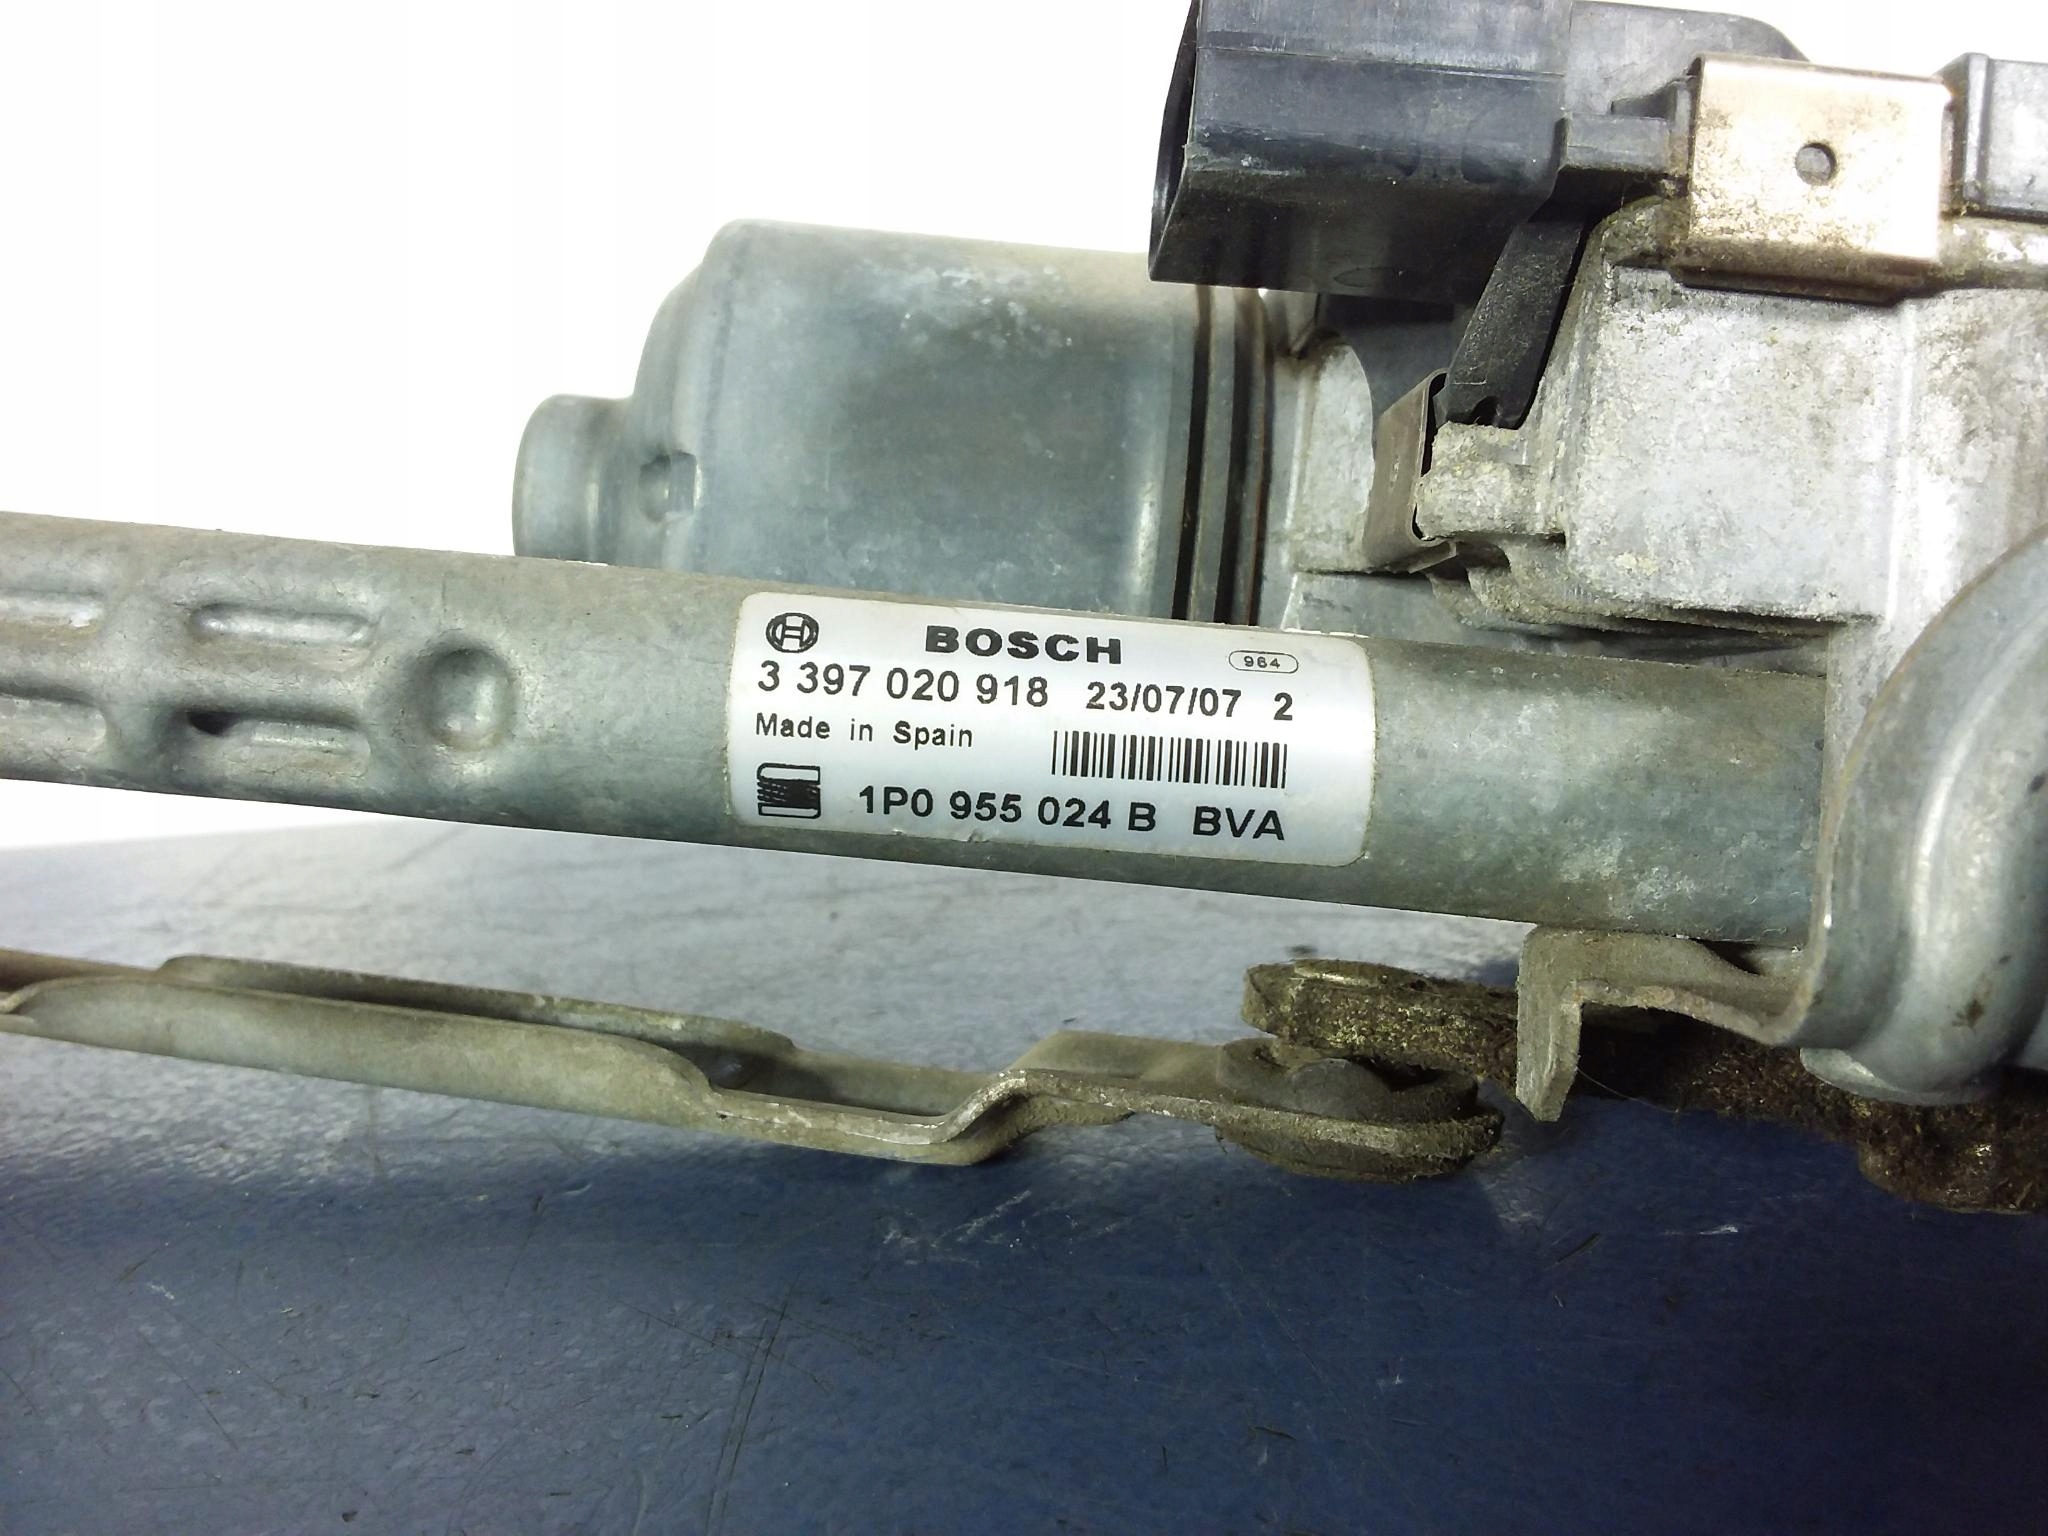 BOSCH 964
3 397 020 918 23/07/07 2
Made in Spain
1P0 955 024 B BVA